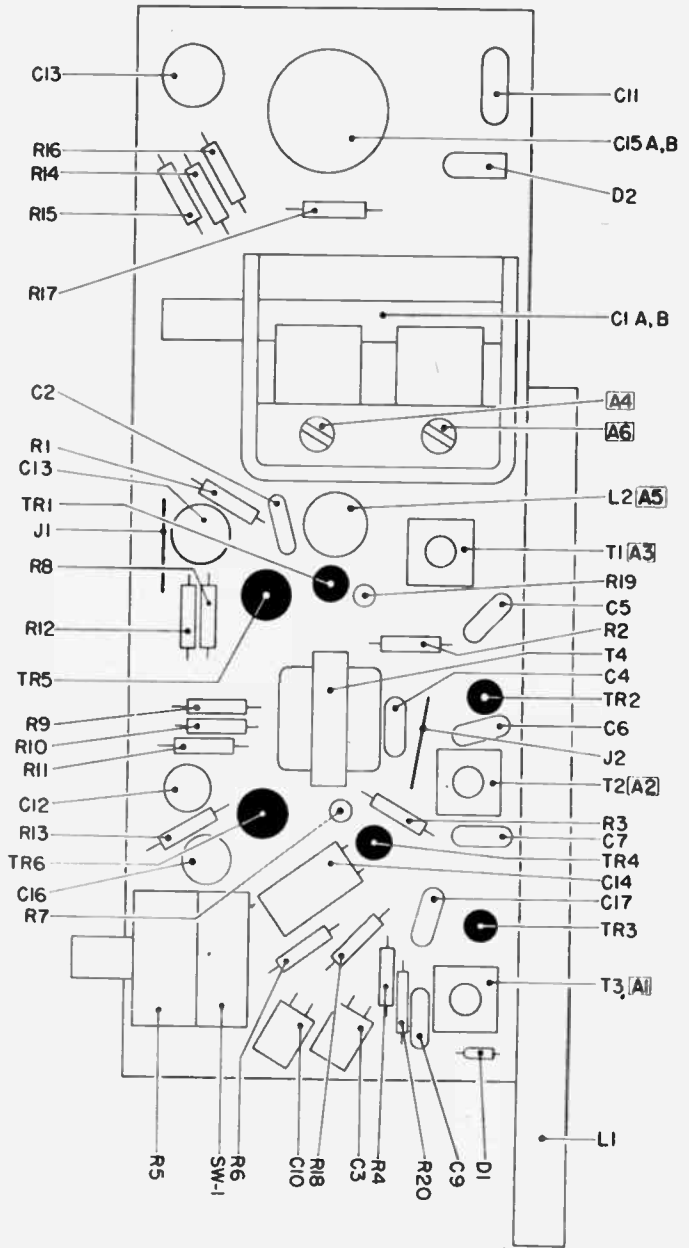 C13
R16
R14
R15
R17
C2
R1
C13
TR1
J1
R8
R12
TR5
R9
R10
R11
C12
R13
TR6
C16
R7
C11
C15 A,B
D2
C1 A,B
A4
A6
L2 A5
T1 A3
R19
C5
R2
T4
C4
TR2
C6
J2
T2 A2
R3
C7
TR4
C14
C17
TR3
T3, A1
L1
R5
SW-1
R6
C10
R18
C3
R4
R20
C9
D1